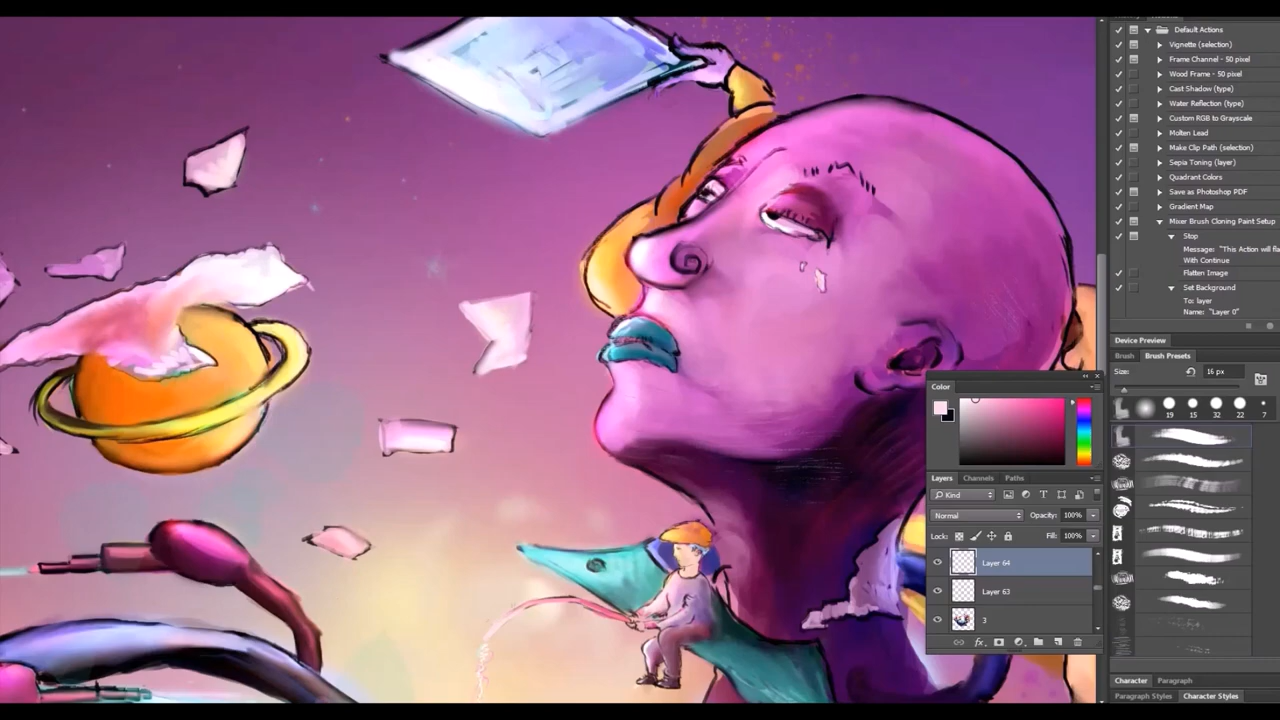 Default Actions
Vignette (selection)
Frame Channel - 50 pixel
Wood Frame - 50 pixel
Cast Shadow (type)
Water Reflection (type)
Custom RGB to Grayscale
Molten Lead
Make Clip Path (selection)
Sepia Toning (layer)
Quadrant Colors
Save as Photoshop PDF
Gradient Map
Mixer Brush Cloning Paint Setup
Stop
Message: "This Action will fla
With Continue
Flatten Image
Set Background
To: layer
Name: "Layer 0"
Device Preview
Brush Brush Presets
Size: 16 px
19 15 32 22 7
Color
Layers Channels Paths
Kind
Normal Opacity: 100%
Lock: Fill: 100%
Layer 64
Layer 63
3
fx
Character Paragraph
Paragraph Styles Character Styles